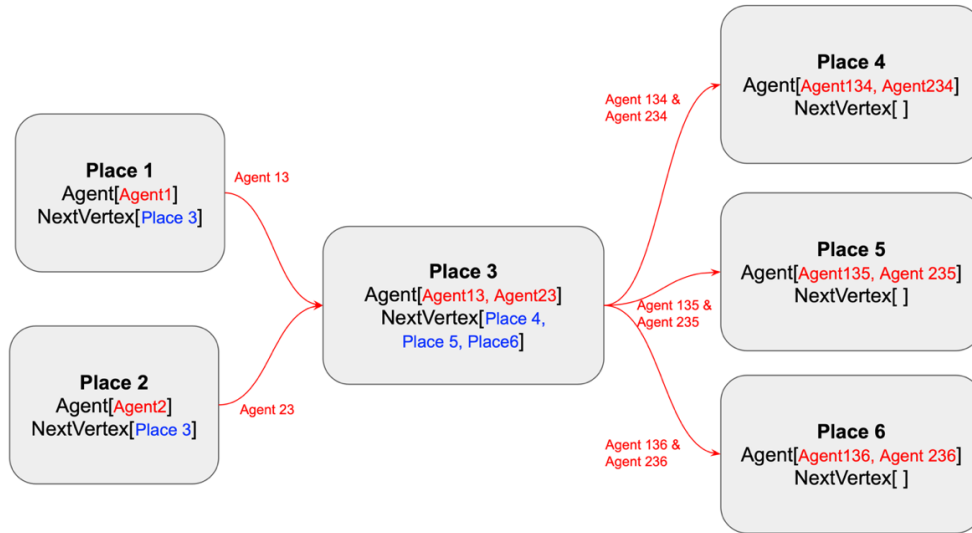 Place 1
Agent[Agent1]
NextVertex[Place 3]
Agent 13
Place 2
Agent[Agent2]
NextVertex[Place 3]
Agent 23
Place 3
Agent[Agent13, Agent23]
NextVertex[Place 4,
Place 5, Place6]
Agent 134 &
Agent 234
Agent 135 &
Agent 235
Agent 136 &
Agent 236
Place 4
Agent[Agent134, Agent234]
NextVertex[ ]
Place 5
Agent[Agent135, Agent 235]
NextVertex[ ]
Place 6
Agent[Agent136, Agent 236]
NextVertex[ ]